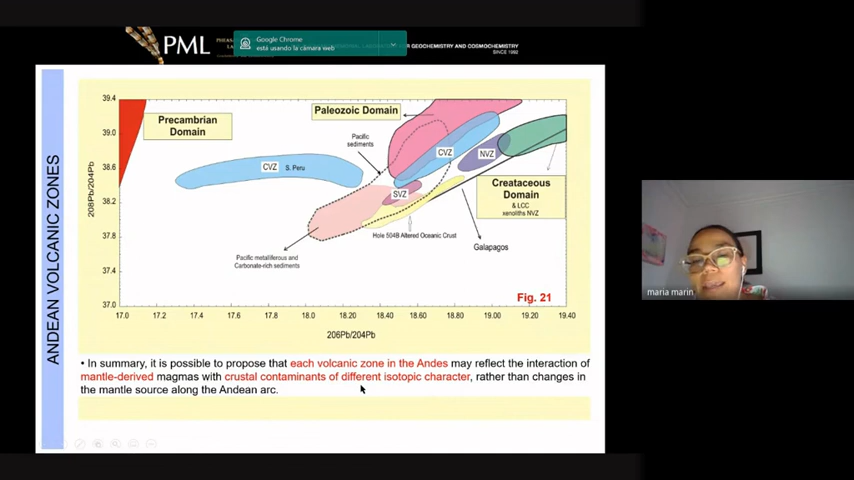 PML
Google Chrome
está usando la cámara web
FOR GEOCHEMISTRY AND COSMOCHEMISTRY
SINCE 1982
ANDEAN VOLCANIC ZONES
208Pb/204Pb
39.4
39.0
38.6
38.2
37.8
37.4
37.0
Precambrian
Domain
Paleozoic Domain
Pacific
sediments
CVZ
S. Peru
CVZ
NVZ
SVZ
Creataceous
Domain
& LCC
xenoliths NVZ
Hole 504B Altered Oceanic Crust
Galapagos
Pacific metalliferous and
Carbonate-rich sediments
Fig. 21
17.0 17.2 17.4 17.6 17.8 18.0 18.20 18.40 18.60 18.80 19.00 19.20 19.40
206Pb/204Pb
• In summary, it is possible to propose that each volcanic zone in the Andes may reflect the interaction of
mantle-derived magmas with crustal contaminants of different isotopic character, rather than changes in
the mantle source along the Andean arc.
maria marin